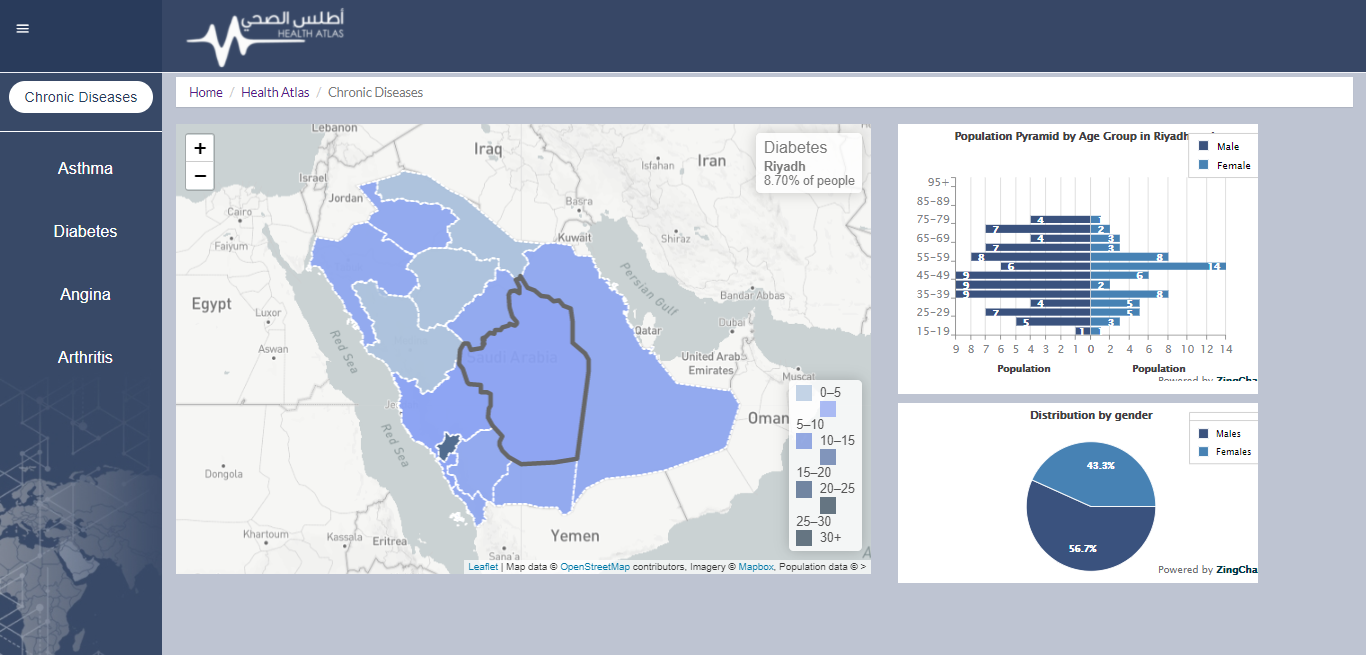 أطلس الصحي
HEALTH ATLAS
Chronic Diseases
Asthma
Diabetes
Angina
Arthritis
Home / Health Atlas / Chronic Diseases
+
−
Lebanon
Iraq
Iran
Isfahan
Israel
Jordan
Cairo
Faiyum
Basra
Kuwait
Shiraz
Egypt
Luxor
Aswan
Persian Gulf
Bandar Abbas
Qatar
Dubai
Red Sea
Saudi Arabia
United Arab
Emirates
Muscat
Oman
Red Sea
Dongola
Khartoum
Kassala
Eritrea
Sana'a
Yemen
Diabetes
Riyadh
8.70% of people
0–5
5–10
10–15
15–20
20–25
25–30
30+
Leaflet | Map data © OpenStreetMap contributors, Imagery © Mapbox, Population data © >
Population Pyramid by Age Group in Riyadh
Male
Female
95+
85–89
75–79 4 1
7 2
65–69 4 3
7 3
55–59 8 8
6 14
45–49 9 6
9 2
35–39 9 8
4 5
25–29 7 5
5 3
15–19 1
9 8 7 6 5 4 3 2 1 0 2 4 6 8 10 12 14
Population Population
Powered by ZingCha
Distribution by gender
Males
Females
43.3%
56.7%
Powered by ZingCha